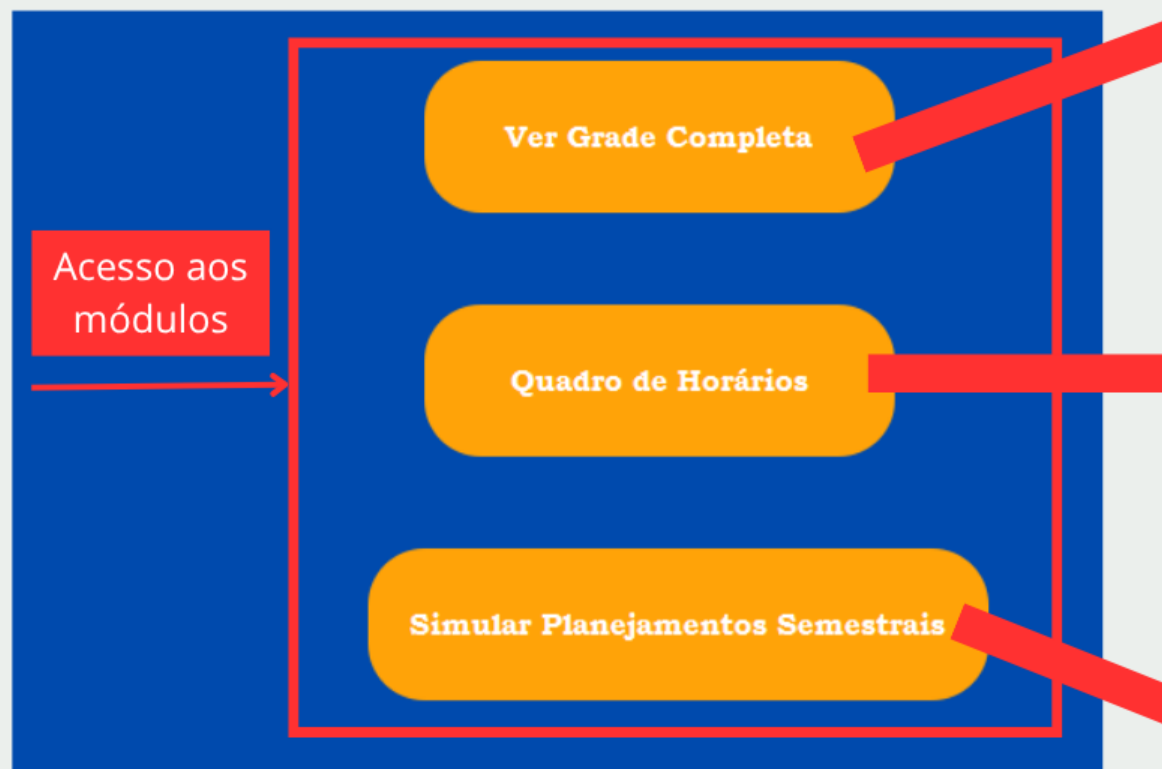 Ver Grade Completa
Acesso aos
módulos
Quadro de Horários
Simular Planejamentos Semestrais